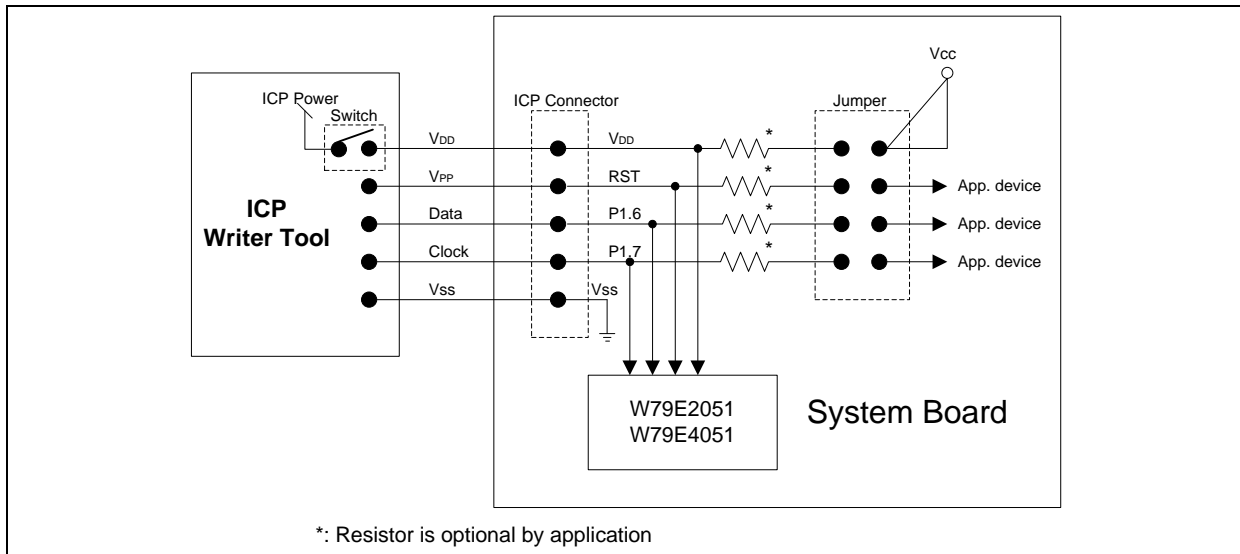 Vcc
ICP Power
Switch
ICP Connector
Jumper
VDD
VDD
*
VPP
RST
*
App. device
ICP
Writer Tool
Data
P1.6
*
App. device
Clock
P1.7
*
App. device
Vss
Vss
W79E2051
W79E4051
System Board
*: Resistor is optional by application